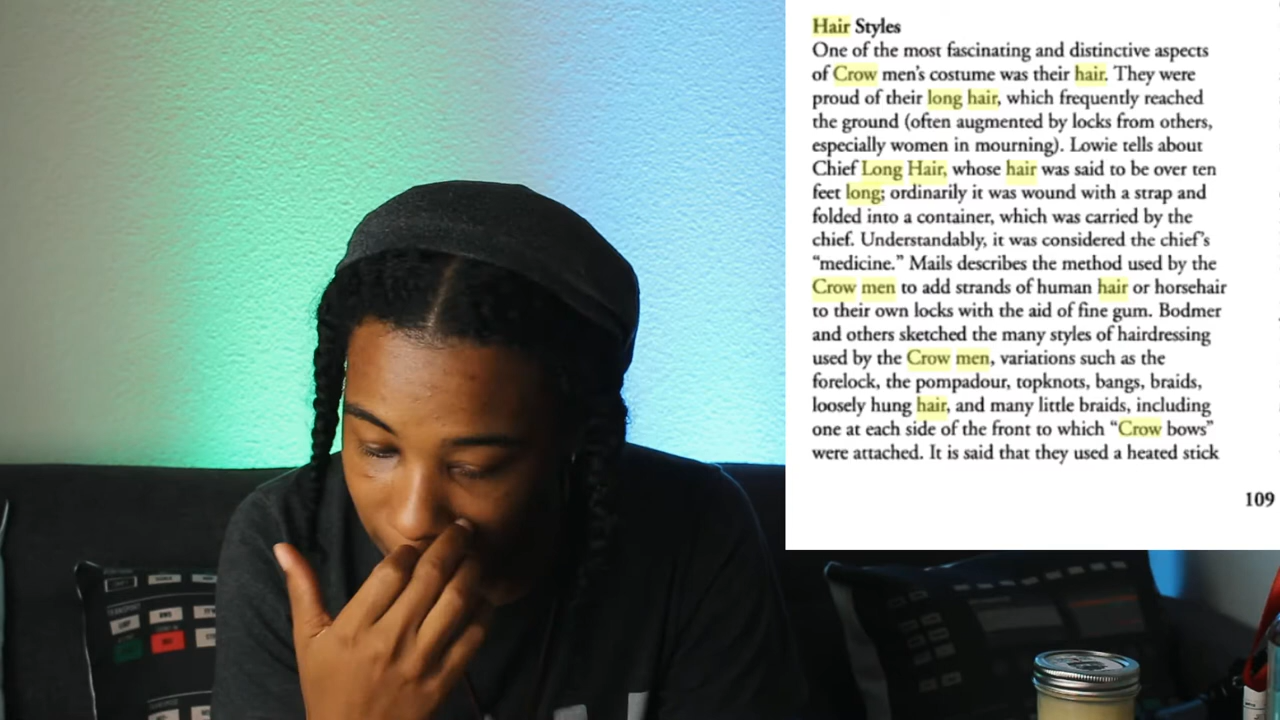 Hair Styles
One of the most fascinating and distinctive aspects
of Crow men's costume was their hair. They were
proud of their long hair, which frequently reached
the ground (often augmented by locks from others,
especially women in mourning). Lowie tells about
Chief Long Hair, whose hair was said to be over ten
feet long; ordinarily it was wound with a strap and
folded into a container, which was carried by the
chief. Understandably, it was considered the chief's
“medicine.” Mails describes the method used by the
Crow men to add strands of human hair or horsehair
to their own locks with the aid of fine gum. Bodmer
and others sketched the many styles of hairdressing
used by the Crow men, variations such as the
forelock, the pompadour, topknots, bangs, braids,
loosely hung hair, and many little braids, including
one at each side of the front to which “Crow bows”
were attached. It is said that they used a heated stick
109